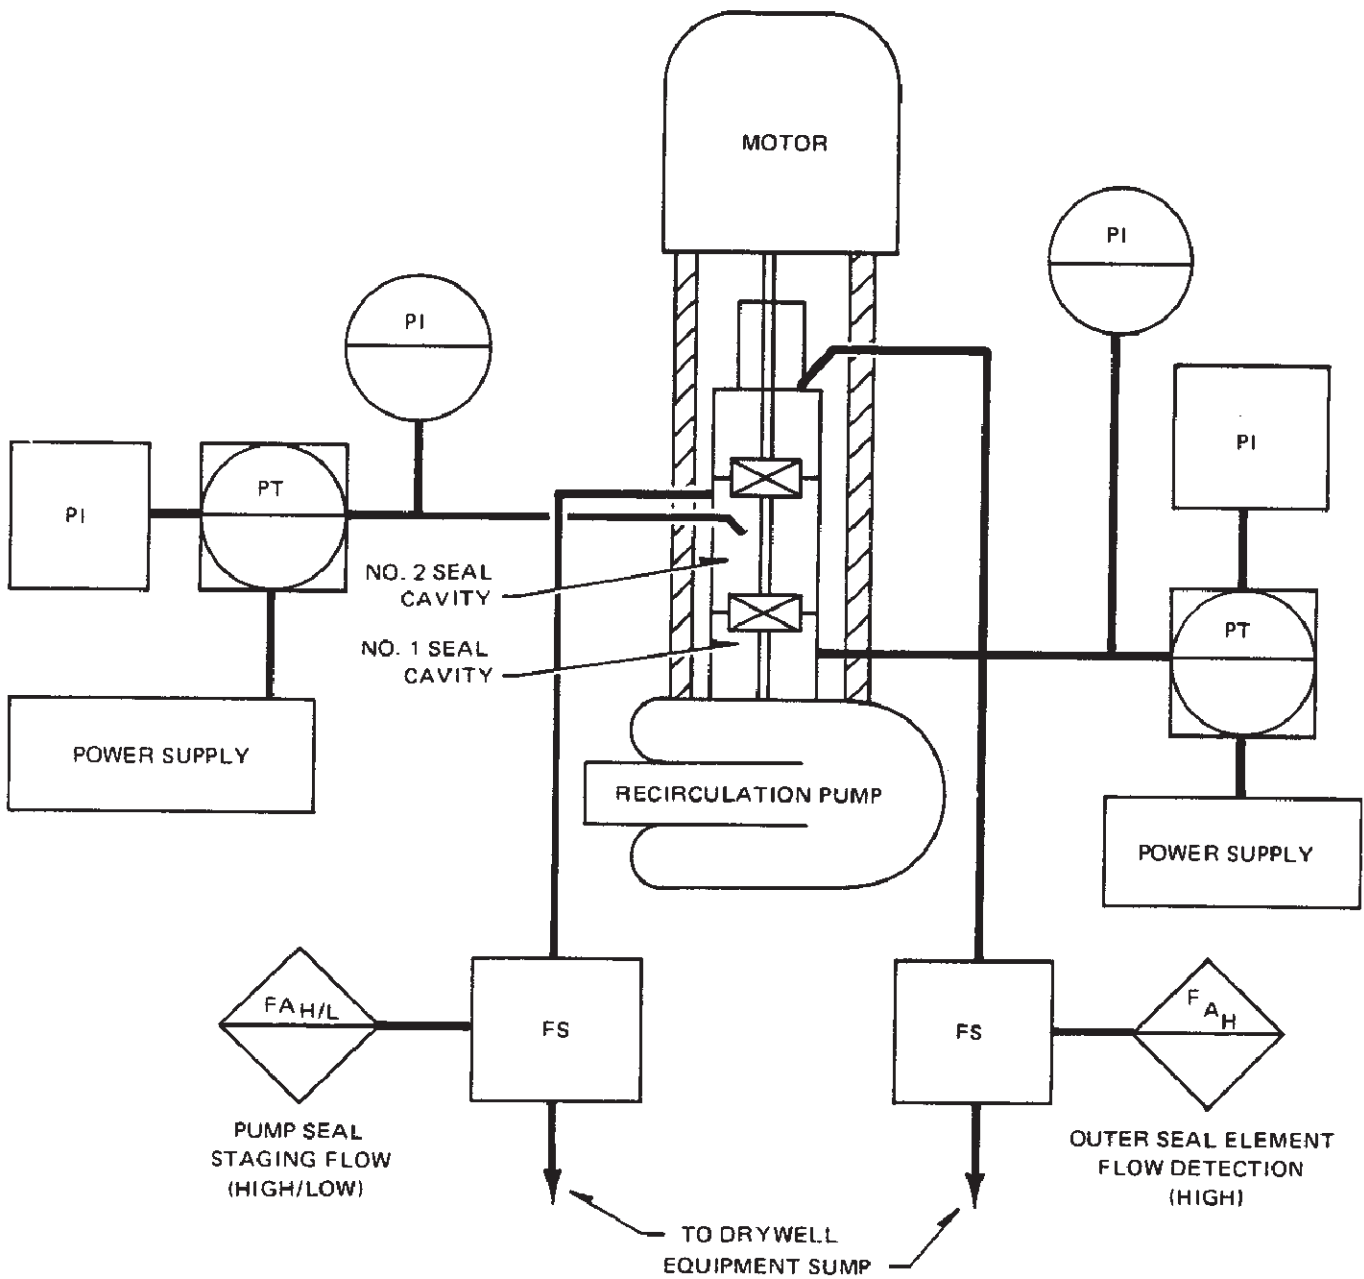 MOTOR
PI
PI
PI
PT
PI
NO. 2 SEAL
CAVITY
NO. 1 SEAL
CAVITY
PT
POWER SUPPLY
RECIRCULATION PUMP
POWER SUPPLY
FAH/L
FS
FS
FAH
PUMP SEAL
STAGING FLOW
(HIGH/LOW)
OUTER SEAL ELEMENT
FLOW DETECTION
(HIGH)
TO DRYWELL
EQUIPMENT SUMP